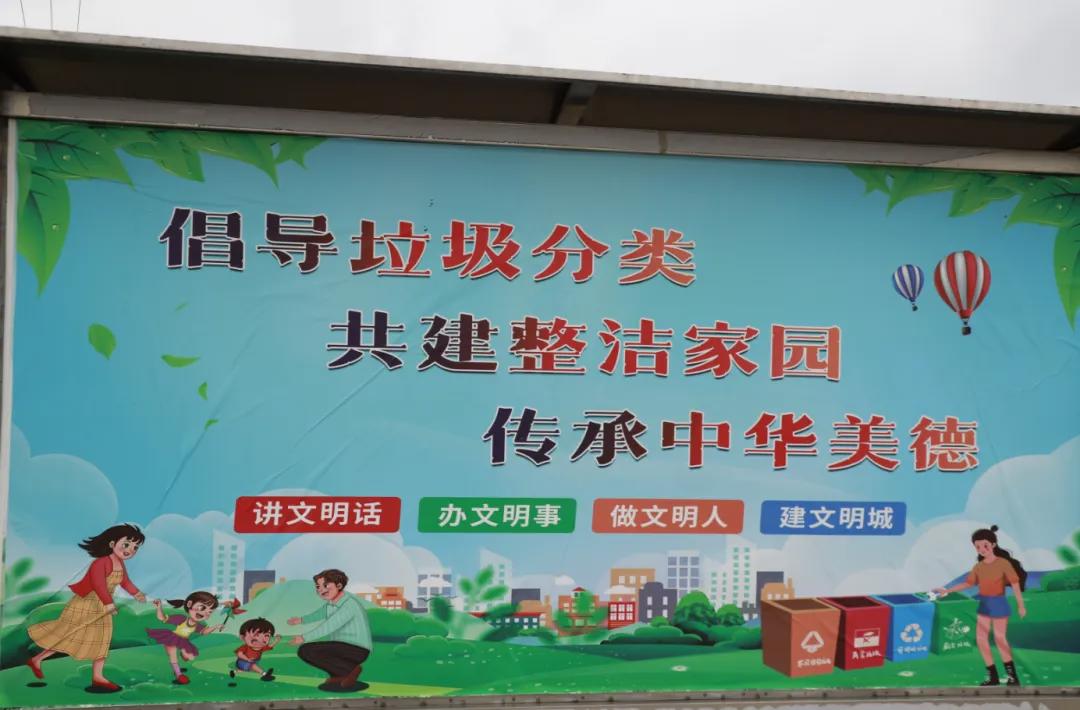 倡导垃圾分类
共建整洁家园
传承中华美德
讲文明话 办文明事 做文明人 建文明城